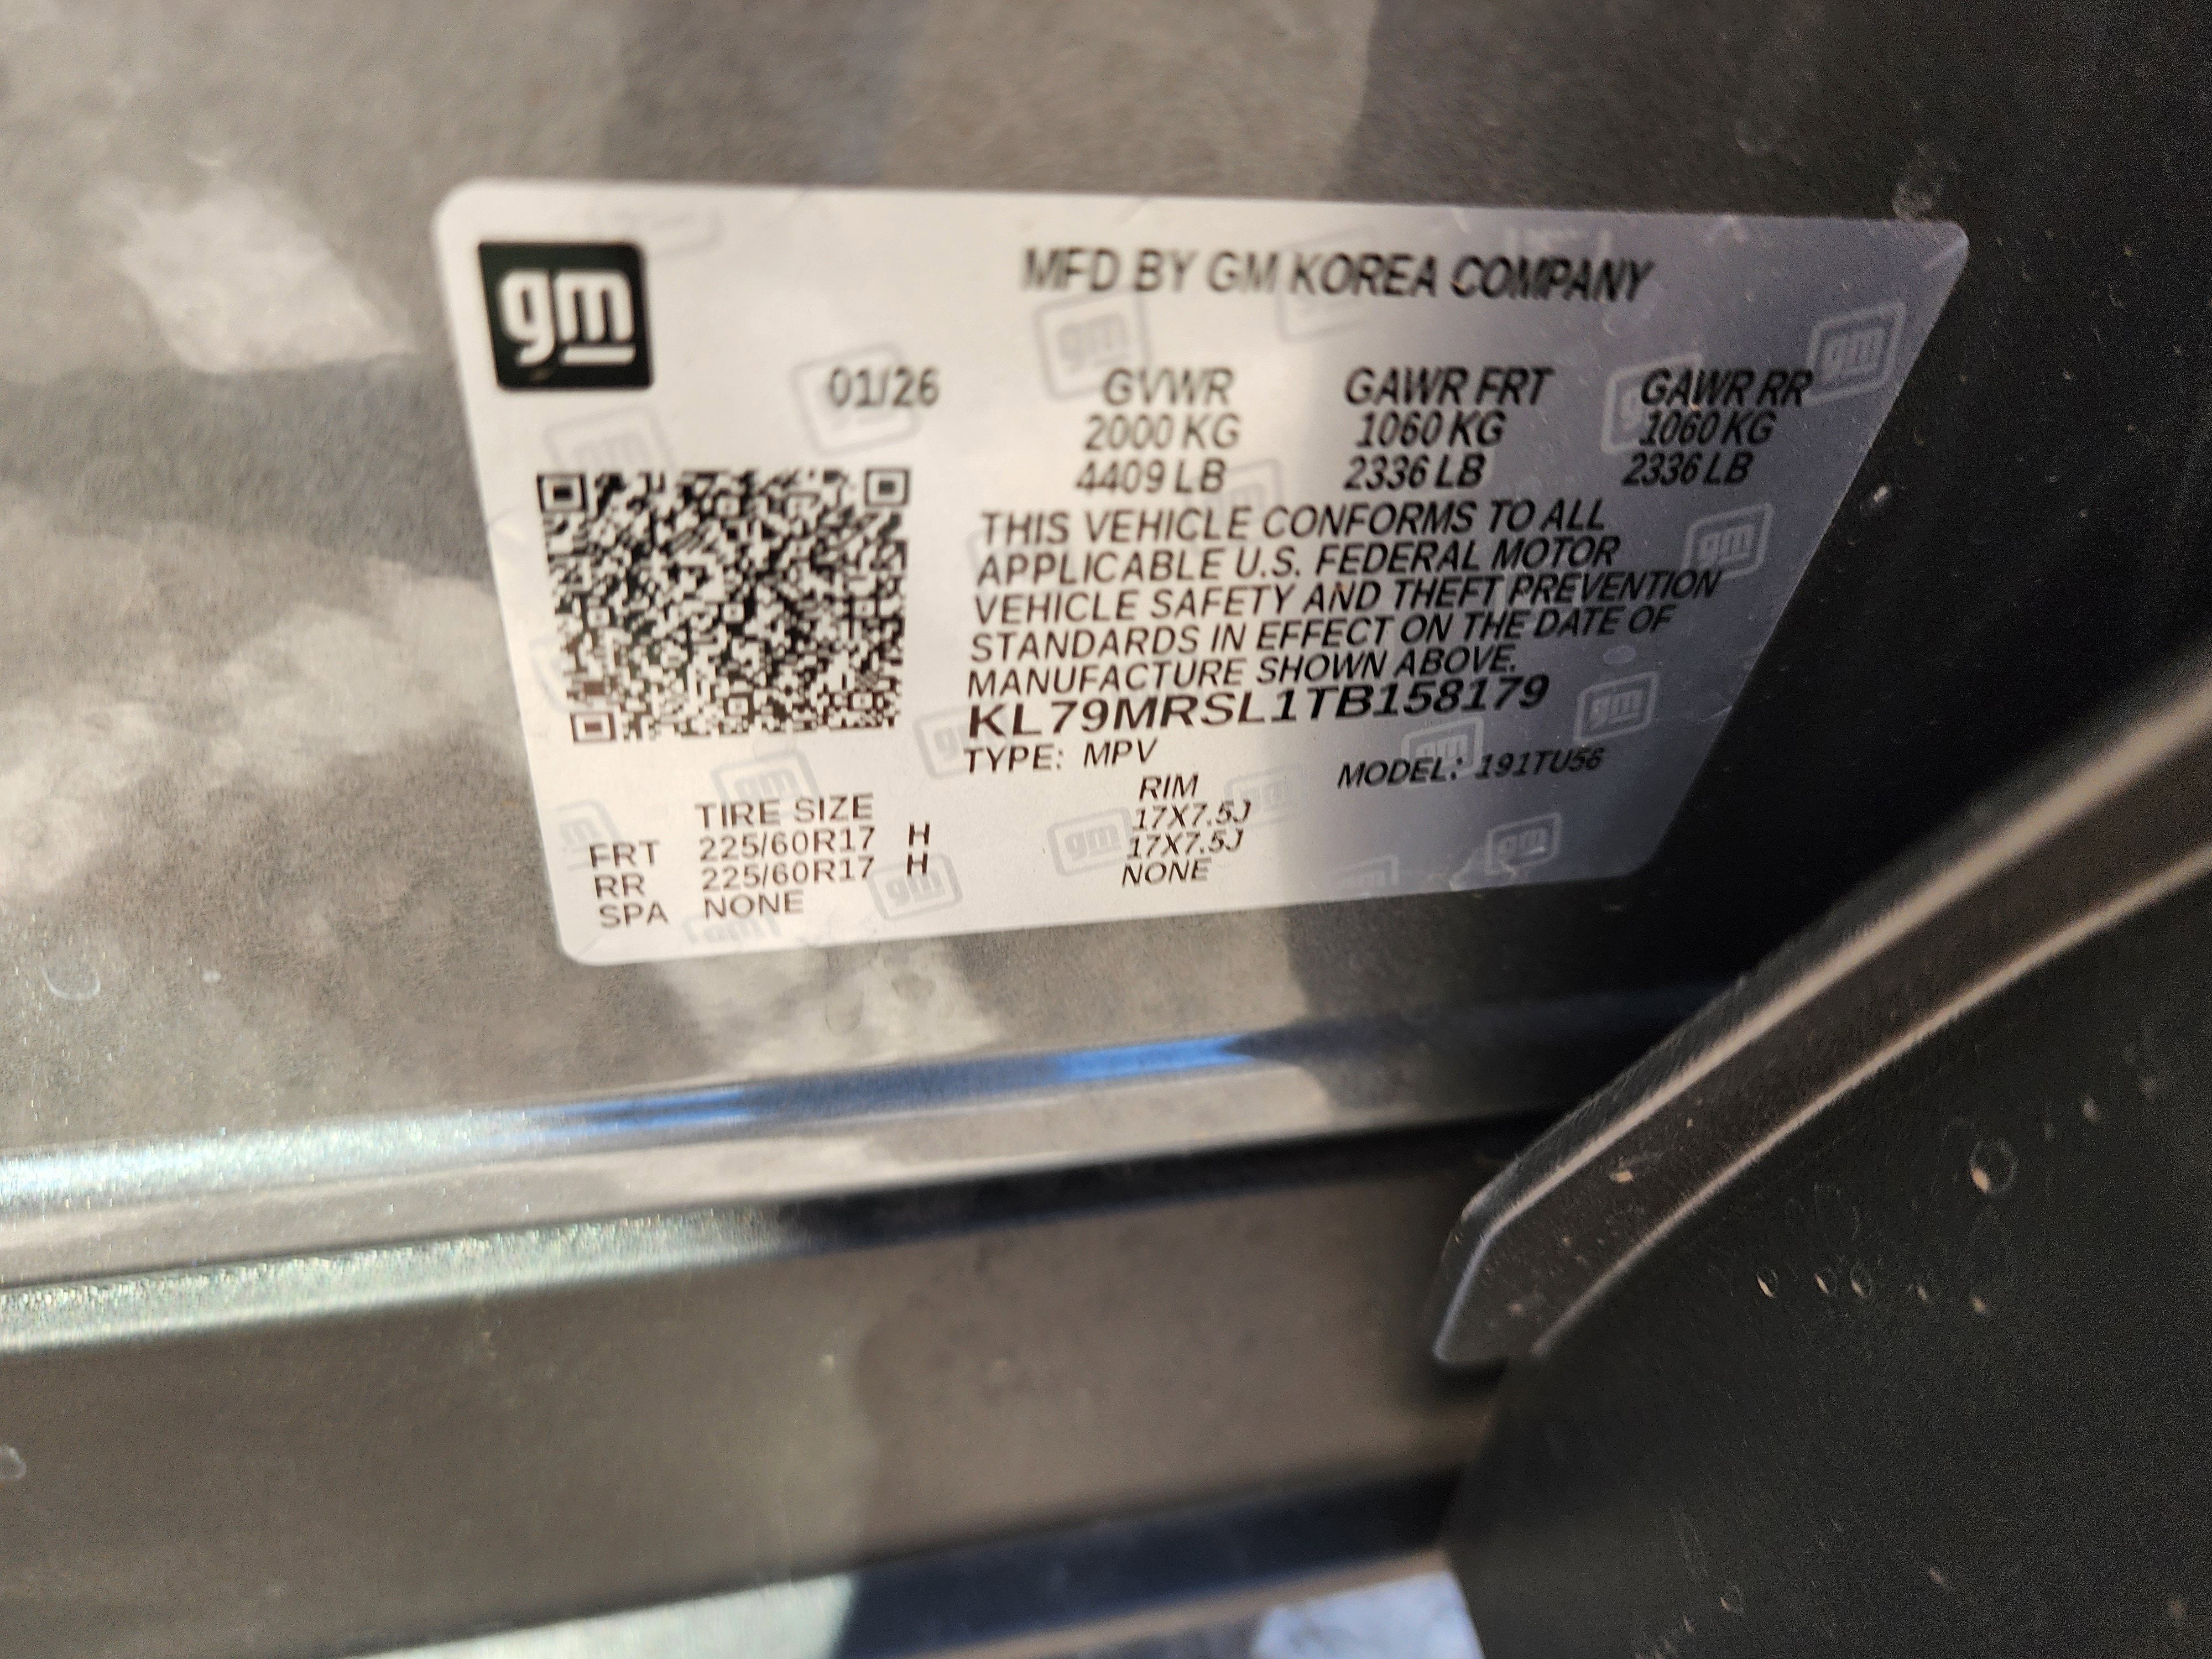 gm
MFD BY GM KOREA COMPANY
01/26 GVWR GAWR FRT GAWR RR
2000 KG 1060 KG 1060 KG
4409 LB 2336 LB 2336 LB
THIS VEHICLE CONFORMS TO ALL
APPLICABLE U.S. FEDERAL MOTOR
VEHICLE SAFETY AND THEFT PREVENTION
STANDARDS IN EFFECT ON THE DATE OF
MANUFACTURE SHOWN ABOVE.
KL79MRSL1TB158179
TYPE: MPV MODEL: 191TU56
TIRE SIZE RIM
FRT 225/60R17 H 17X7.5J
RR 225/60R17 H 17X7.5J
SPA NONE NONE